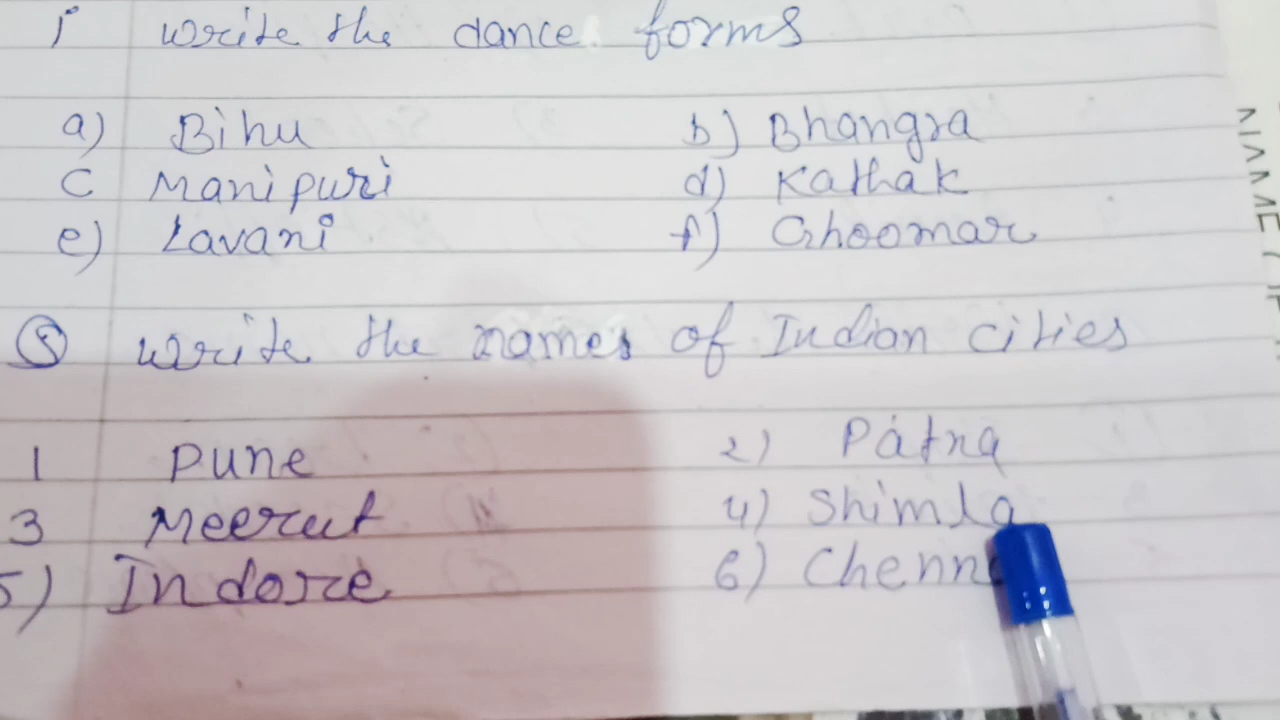 i write the dance forms
a) Bihu b) Bhangra
c Manipuri d) Kathak
e) Lavani f) Ghoomar
write the names of Indian cities
1 Pune 2) Patna
3 Meerut 4) Shimla
5) Indore 6) Chenn